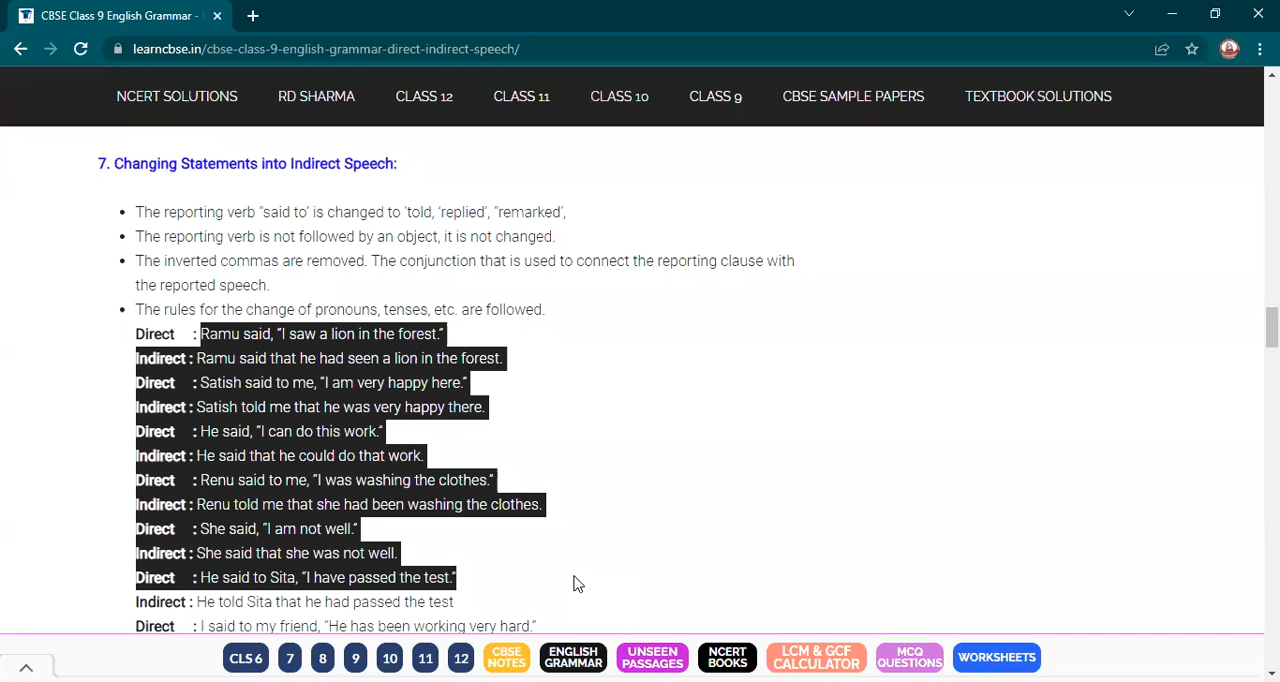 CBSE Class 9 English Grammar -
learncbse.in/cbse-class-9-english-grammar-direct-indirect-speech/
NCERT SOLUTIONS RD SHARMA CLASS 12 CLASS 11 CLASS 10 CLASS 9 CBSE SAMPLE PAPERS TEXTBOOK SOLUTIONS
7. Changing Statements into Indirect Speech:
• The reporting verb “said to’ is changed to ‘told, ‘replied’, “remarked’,
• The reporting verb is not followed by an object, it is not changed.
• The inverted commas are removed. The conjunction that is used to connect the reporting clause with
the reported speech.
• The rules for the change of pronouns, tenses, etc. are followed.
Direct : Ramu said, “I saw a lion in the forest.”
Indirect : Ramu said that he had seen a lion in the forest.
Direct : Satish said to me, “I am very happy here.”
Indirect : Satish told me that he was very happy there.
Direct : He said, “I can do this work.”
Indirect : He said that he could do that work.
Direct : Renu said to me, “I was washing the clothes.”
Indirect : Renu told me that she had been washing the clothes.
Direct : She said, “I am not well.”
Indirect : She said that she was not well.
Direct : He said to Sita, “I have passed the test.”
Indirect : He told Sita that he had passed the test
Direct : I said to my friend, “He has been working very hard.”
CLS 6 7 8 9 10 11 12 CBSE NOTES ENGLISH GRAMMAR UNSEEN PASSAGES NCERT BOOKS LCM & GCF CALCULATOR MCQ QUESTIONS WORKSHEETS